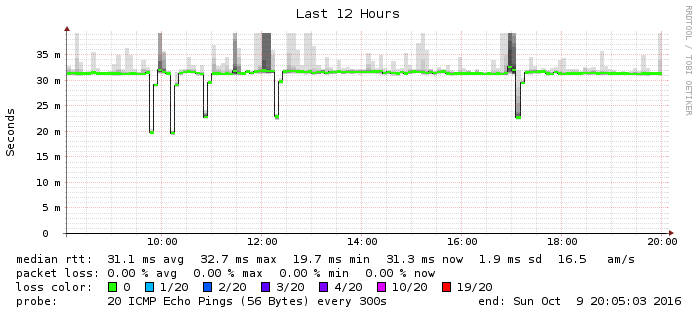 Last 12 Hours
RRDTOOL / TOBI OETIKER
Seconds
35 m
30 m
25 m
20 m
15 m
10 m
5 m
0
10:00 12:00 14:00 16:00 18:00 20:00
median rtt: 31.1 ms avg 32.7 ms max 19.7 ms min 31.3 ms now 1.9 ms sd 16.5 am/s
packet loss: 0.00 % avg 0.00 % max 0.00 % min 0.00 % now
loss color: 0 1/20 2/20 3/20 4/20 10/20 19/20
probe: 20 ICMP Echo Pings (56 Bytes) every 300s end: Sun Oct 9 20:05:03 2016